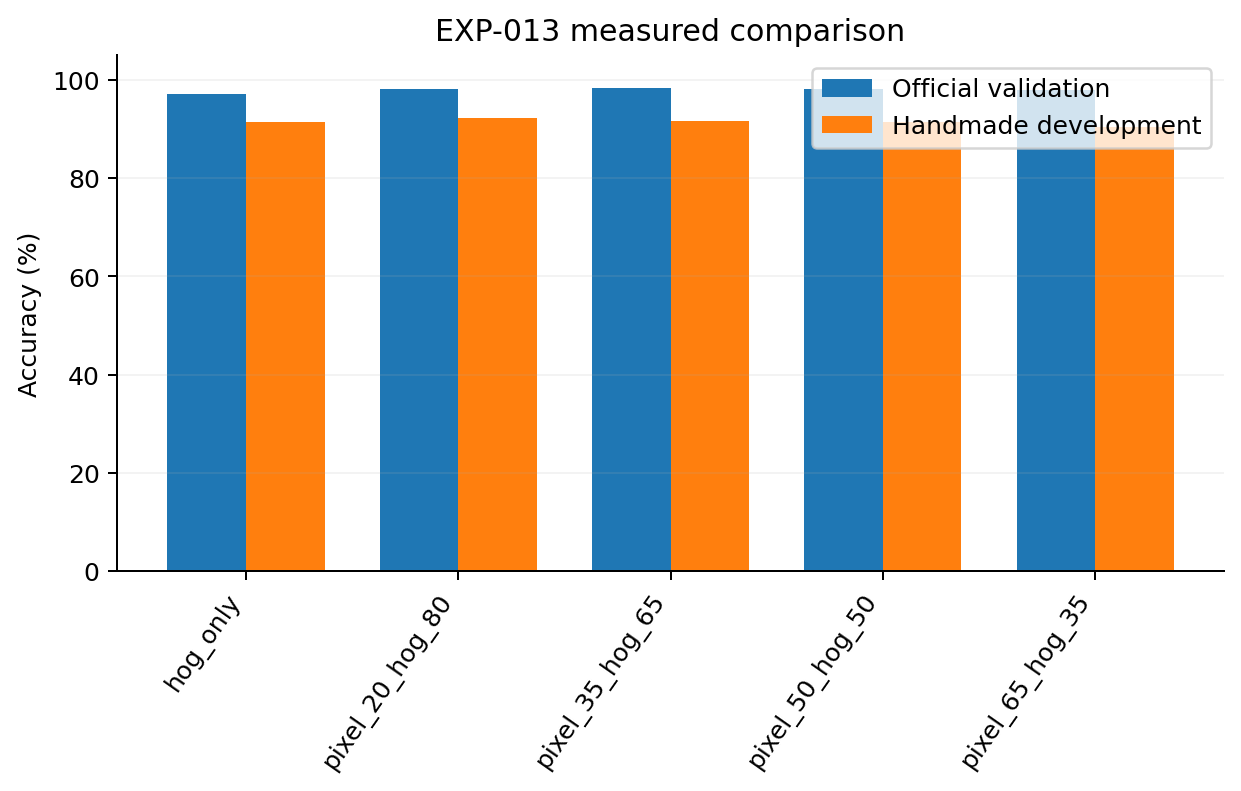 EXP-013 measured comparison
Official validation
Handmade development
Accuracy (%)
100
80
60
40
20
0
hog_only
pixel_20_hog_80
pixel_35_hog_65
pixel_50_hog_50
pixel_65_hog_35